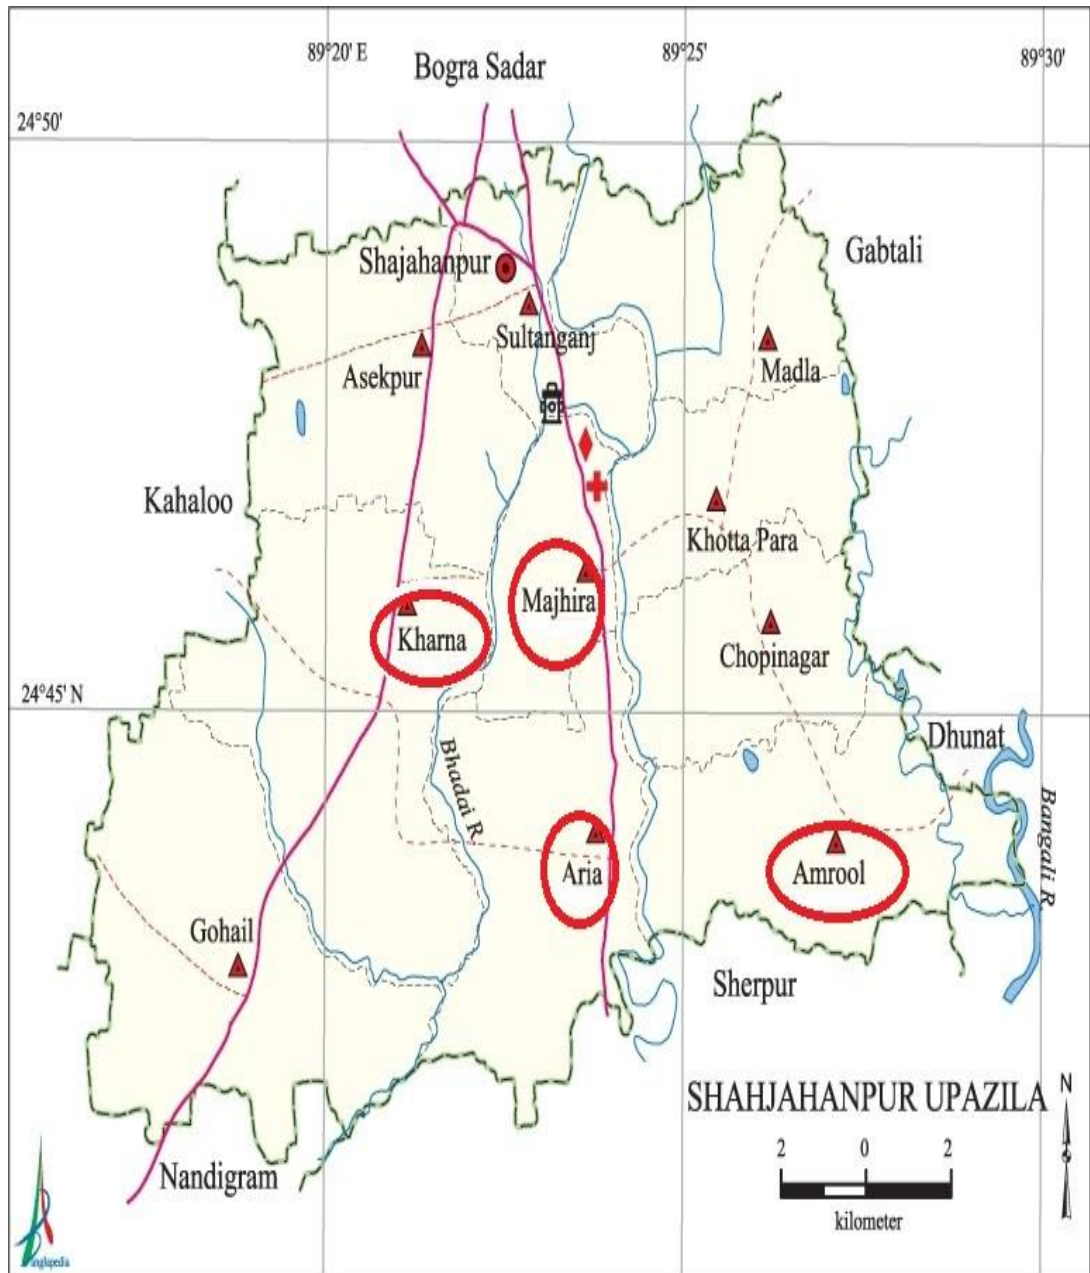 89°20' E
89°25'
89°30'
Bogra Sadar
24°50'
Gabtali
Shajahanpur
Sultanganj
Asekpur
Madla
Kahaloo
Khotta Para
Majhira
Kharna
Chopinagar
24°45' N
Dhunat
Bhadai R.
Bangali R
Aria
Amrool
Gohail
Sherpur
SHAHJAHANPUR UPAZILA
N
2 0 2
kilometer
Nandigram
anglapedia